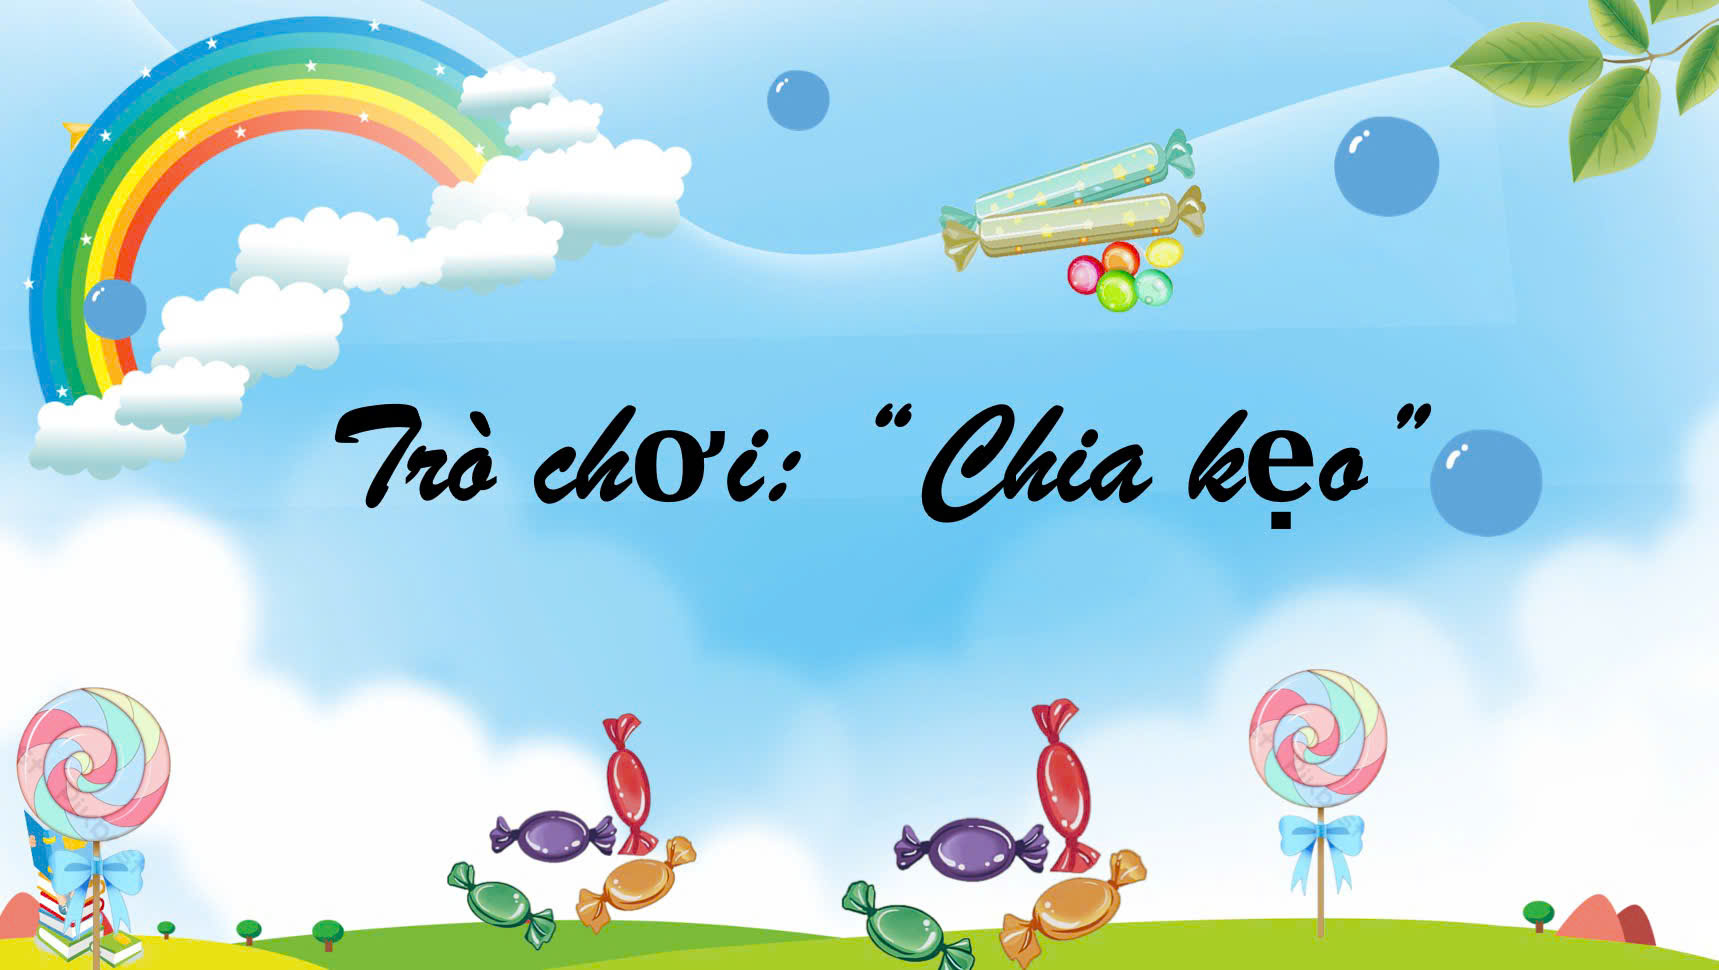 Trò chơi: “ Chia kẹo”